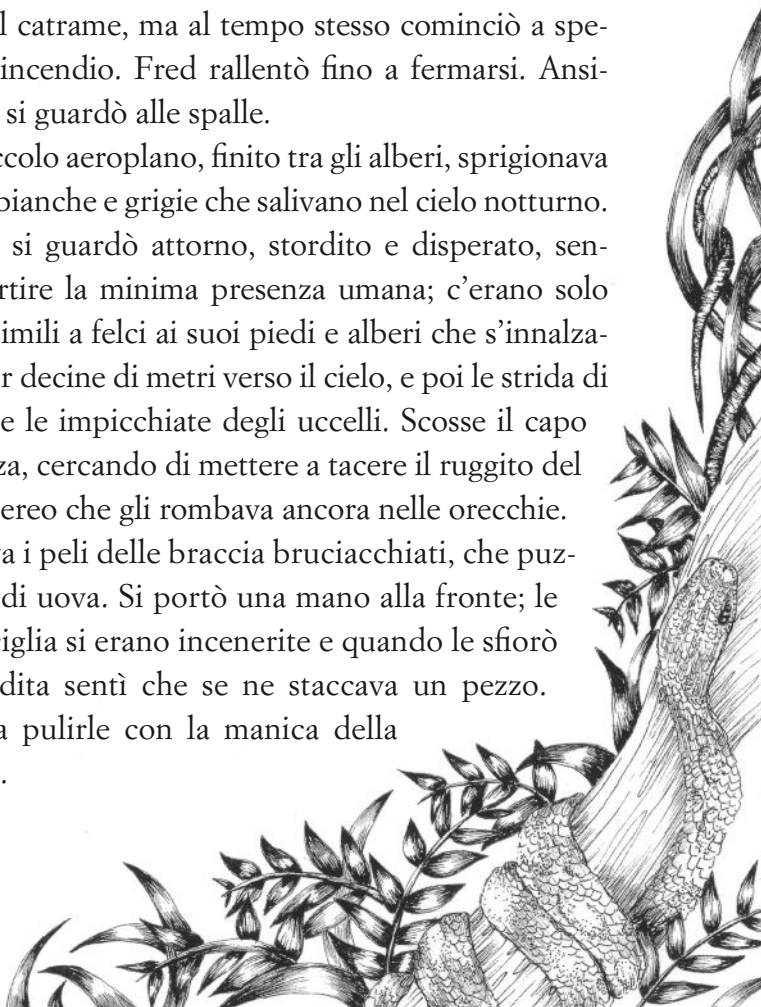 l catrame, ma al tempo stesso cominciò a spe-
incendio. Fred rallentò fino a fermarsi. Ansi-
si guardò alle spalle.
ccolo aeroplano, finito tra gli alberi, sprigionava
bianche e grigie che salivano nel cielo notturno.
si guardò attorno, stordito e disperato, sen-
rtire la minima presenza umana; c’erano solo
simili a felci ai suoi piedi e alberi che s’innalza-
r decine di metri verso il cielo, e poi le strida di
e le impicchiate degli uccelli. Scosse il capo
za, cercando di mettere a tacere il ruggito del
ereo che gli rombava ancora nelle orecchie.
va i peli delle braccia bruciacchiati, che puz-
di uova. Si portò una mano alla fronte; le
iglia si erano incenerite e quando le sfiorò
dita sentì che se ne staccava un pezzo.
a pulirle con la manica della
.